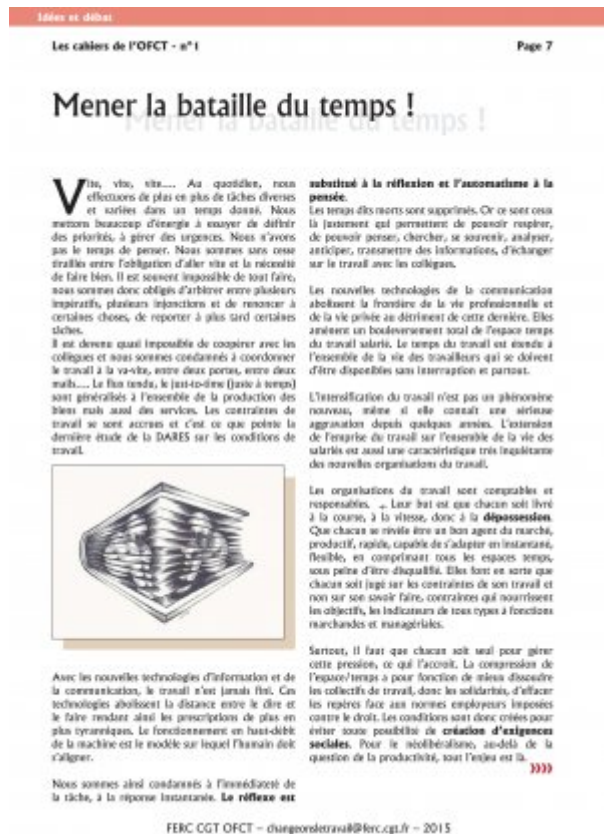 Idées et débat
Les cahiers de l'OFCT - n°1
Page 7
Mener la bataille du temps !
Vite, vite, vite.... Au quotidien, nous
effectuons de plus en plus de tâches diverses
et variées dans un temps donné. Nous
mettons beaucoup d'énergie à essayer de définir
des priorités, à gérer des urgences. Nous n'avons
pas le temps de penser. Nous sommes sans cesse
tiraillés entre l'obligation d'aller vite et la nécessité
de faire bien. Il est souvent impossible de tout faire,
nous sommes donc obligés d'arbitrer entre plusieurs
impératifs, plusieurs injonctions et de renoncer à
certaines choses, de reporter à plus tard certaines
tâches.
Il est devenu quasi impossible de coopérer avec les
collègues et nous sommes condamnés à coordonner
le travail à la va-vite, entre deux portes, entre deux
mails.... Le flux tendu, le just-to-time (juste à temps)
sont généralisés à l'ensemble de la production des
biens mais aussi des services. Les contraintes de
travail se sont accrues et c'est ce que pointe la
dernière étude de la DARES sur les conditions de
travail.
Avec les nouvelles technologies d'information et de
la communication, le travail n'est jamais fini. Ces
technologies abolissent la distance entre le dire et
le faire rendant ainsi les prescriptions de plus en
plus tyranniques. Le fonctionnement en haut-débit
de la machine est le modèle sur lequel l'humain doit
s'aligner.
Nous sommes ainsi condamnés à l'immédiateté de
la tâche, à la réponse instantanée. Le réflexe est
substitué à la réflexion et l'automatisme à la
pensée.
Les temps dits morts sont supprimés. Or ce sont ceux
là justement qui permettent de pouvoir respirer,
de pouvoir penser, chercher, se souvenir, analyser,
anticiper, transmettre des informations, d'échanger
sur le travail avec les collègues.
Les nouvelles technologies de la communication
abolissent la frontière de la vie professionnelle et
de la vie privée au détriment de cette dernière. Elles
amènent un bouleversement total de l'espace temps
du travail salarié. Le temps du travail est étendu à
l'ensemble de la vie des travailleurs qui se doivent
d'être disponibles sans interruption et partout.
L'intensification du travail n'est pas un phénomène
nouveau, même si elle connait une sérieuse
aggravation depuis quelques années. L'extension
de l'emprise du travail sur l'ensemble de la vie des
salariés est aussi une caractéristique très inquiétante
des nouvelles organisations du travail.
Les organisations du travail sont comptables et
responsables. Leur but est que chacun soit livré
à la course, à la vitesse, donc à la dépossession.
Que chacun se révèle être un bon agent du marché,
productif, rapide, capable de s'adapter en instantané,
flexible, en comprimant tous les espaces temps,
sous peine d'être disqualifié. Elles font en sorte que
chacun soit jugé sur les contraintes de son travail et
non sur son savoir faire, contraintes qui nourrissent
les objectifs, les indicateurs de tous types à fonctions
marchandes et managériales.
Surtout, il faut que chacun soit seul pour gérer
cette pression, ce qui l'accroit. La compression de
l'espace/temps a pour fonction de mieux dissoudre
les collectifs de travail, donc les solidarités, d'effacer
les repères face aux normes employeurs imposées
contre le droit. Les conditions sont donc créées pour
éviter toute possibilité de création d'exigences
sociales. Pour le néolibéralisme, au-delà de la
question de la productivité, tout l'enjeu est là.
FERC CGT OFCT – changeonsletravail@ferc.cgt.fr – 2015